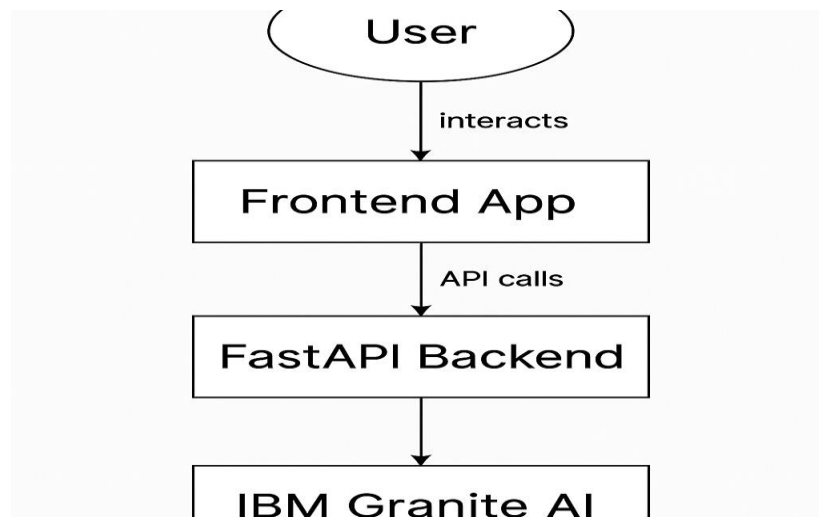 User
interacts
Frontend App
API calls
FastAPI Backend
IBM Granite AI